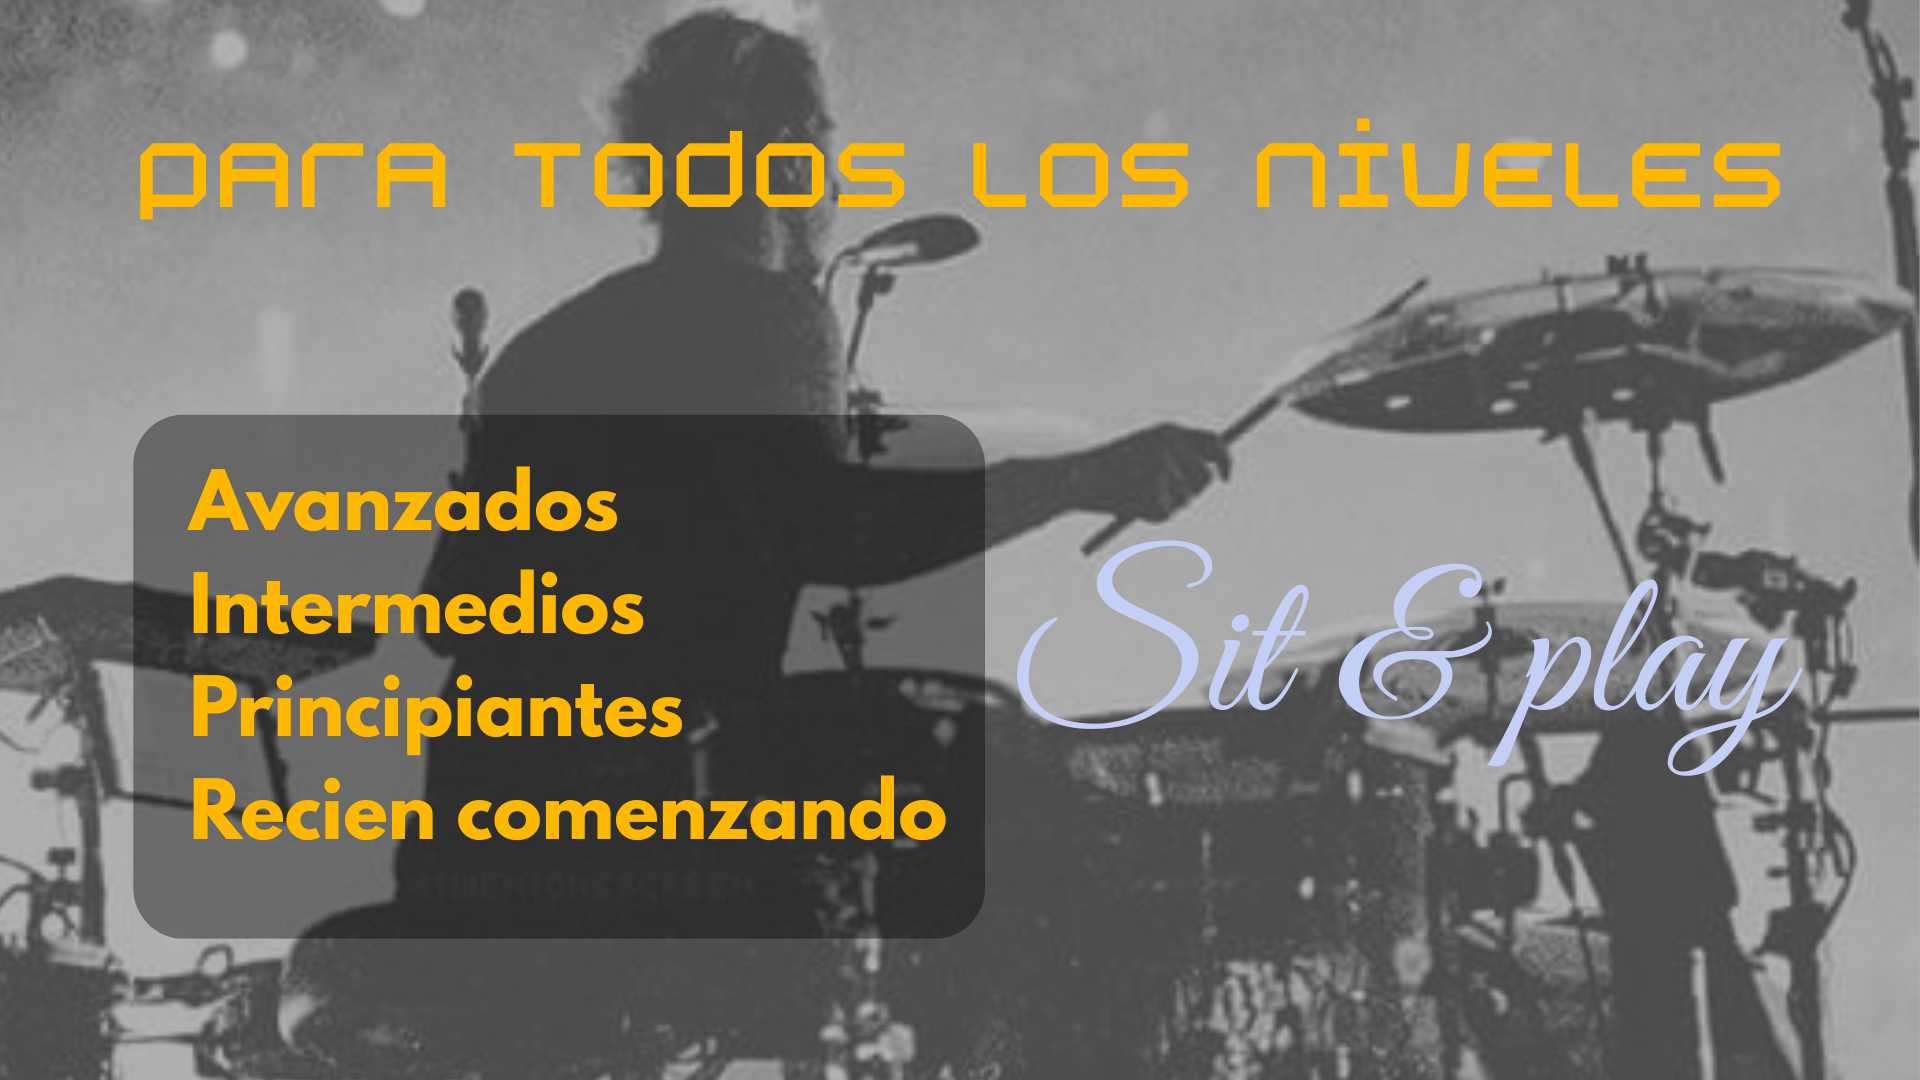 PARA TODOS LOS NIVELES
Avanzados
Intermedios
Principiantes
Recien comenzando
Sit & play